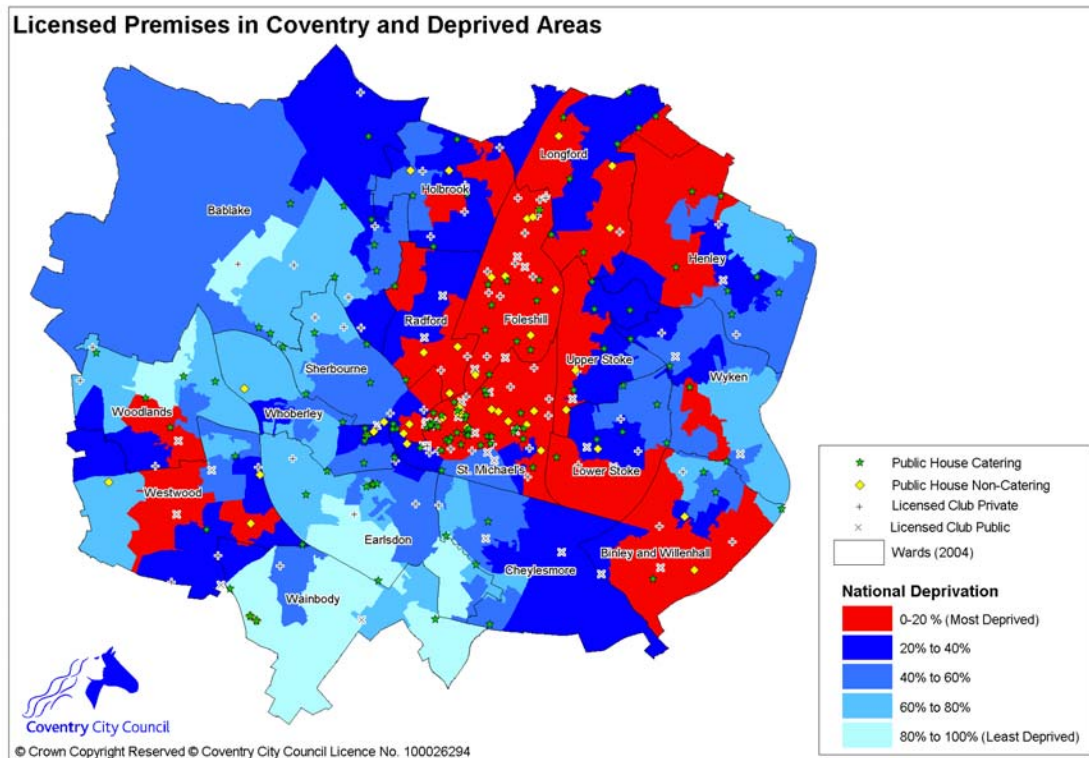 Licensed Premises in Coventry and Deprived Areas
Longford
Holbrook
Bablake
Henley
Radford
Foleshill
Upper Stoke
Sherbourne
Wyken
Woodlands
Whoberley
St. Michael's
Lower Stoke
Westwood
Earlsdon
Binley and Willenhall
Cheylesmore
Wainbody
Public House Catering
Public House Non-Catering
Licensed Club Private
Licensed Club Public
Wards (2004)
National Deprivation
0-20 % (Most Deprived)
20% to 40%
40% to 60%
60% to 80%
80% to 100% (Least Deprived)
Coventry City Council
© Crown Copyright Reserved © Coventry City Council Licence No. 100026294